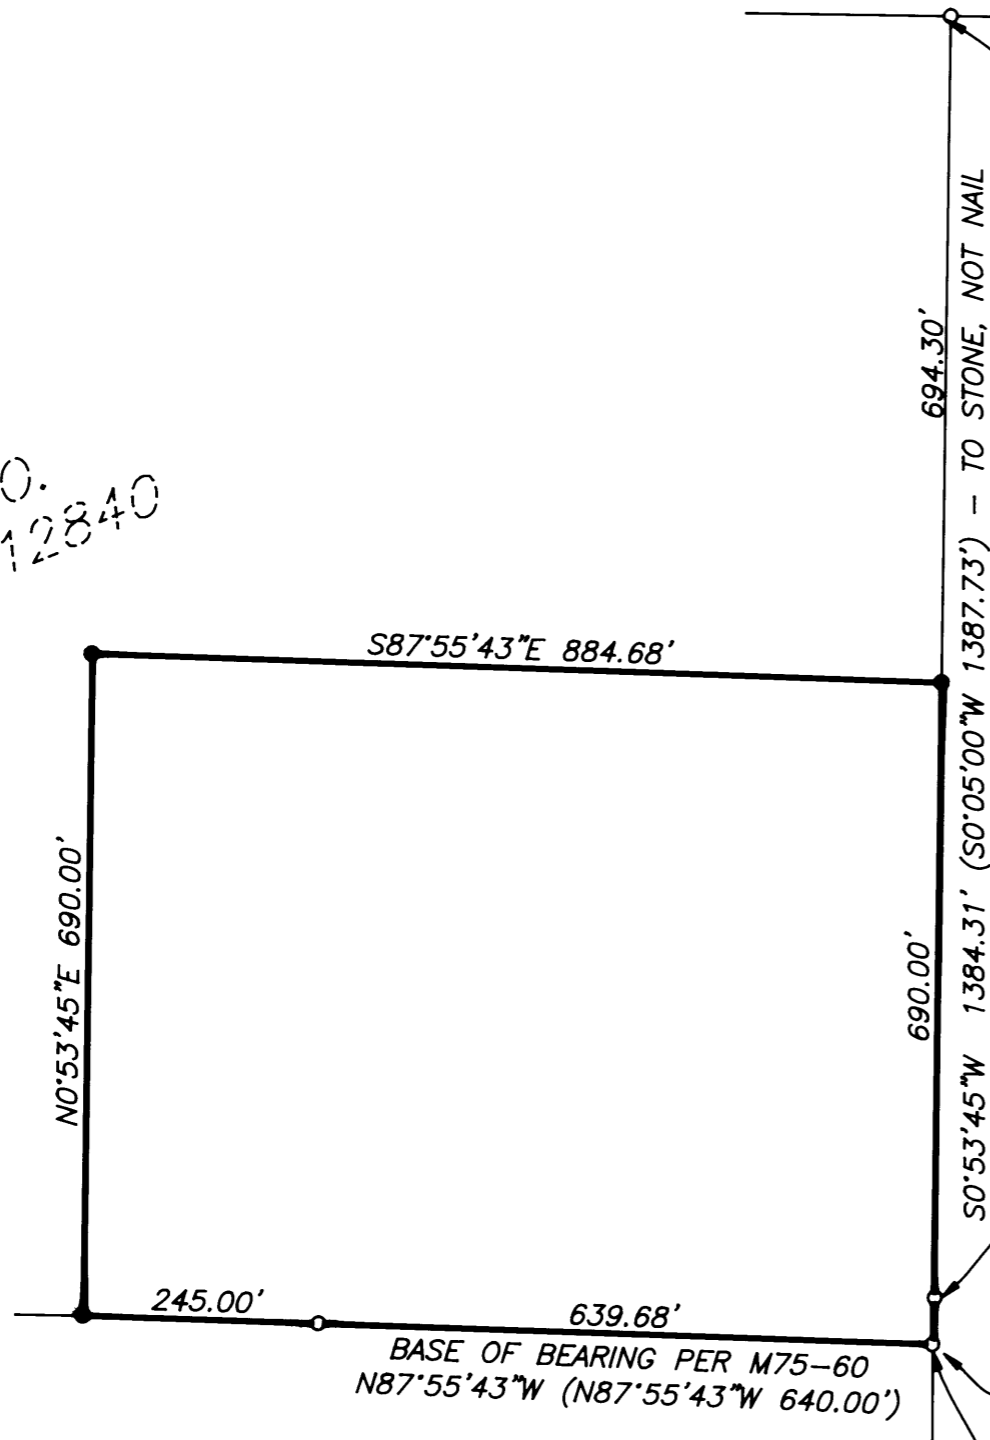 694.30'
S0°53'45"W 1384.31' (S0°05'00"W 1387.73') – TO STONE, NOT NAIL
0.
12840
S87°55'43"E 884.68'
N0°53'45"E 690.00'
690.00'
245.00'
639.68'
BASE OF BEARING PER M75–60
N87°55'43"W (N87°55'43"W 640.00')